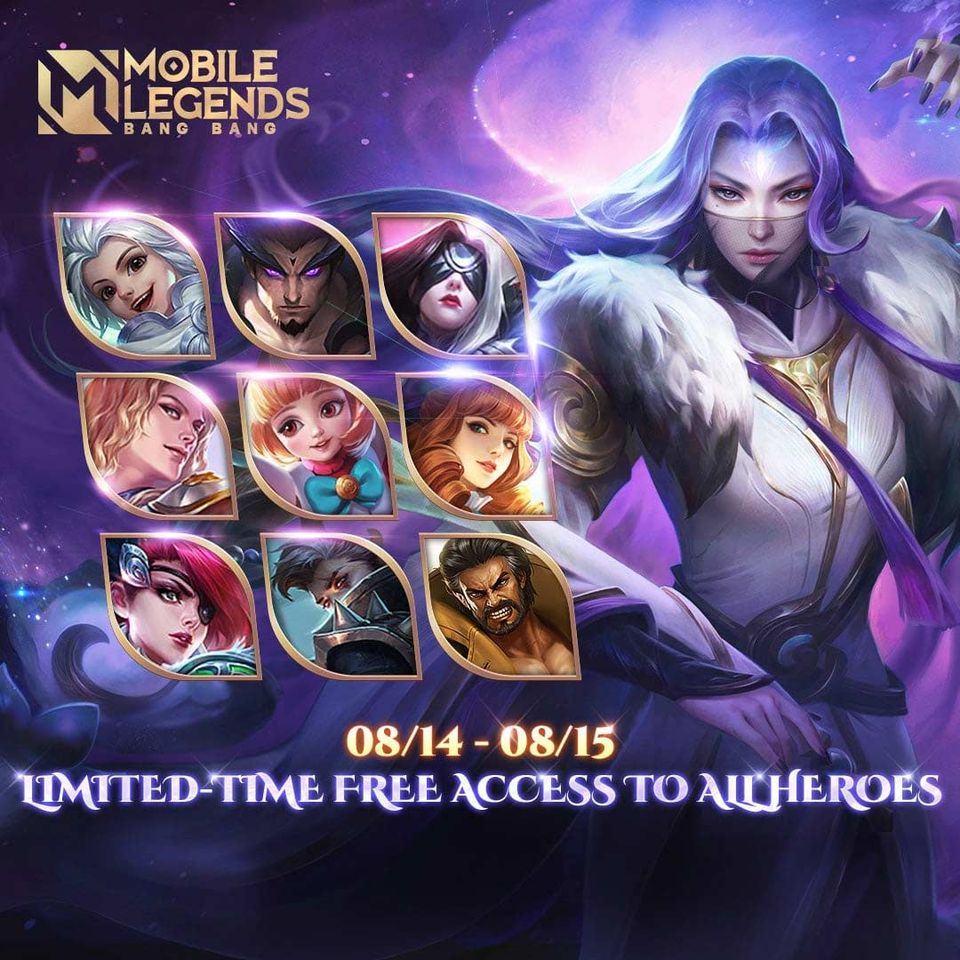 MOBILE
LEGENDS
BANG BANG
08/14 - 08/15
LIMITED-TIME FREE ACCESS TO ALL HEROES